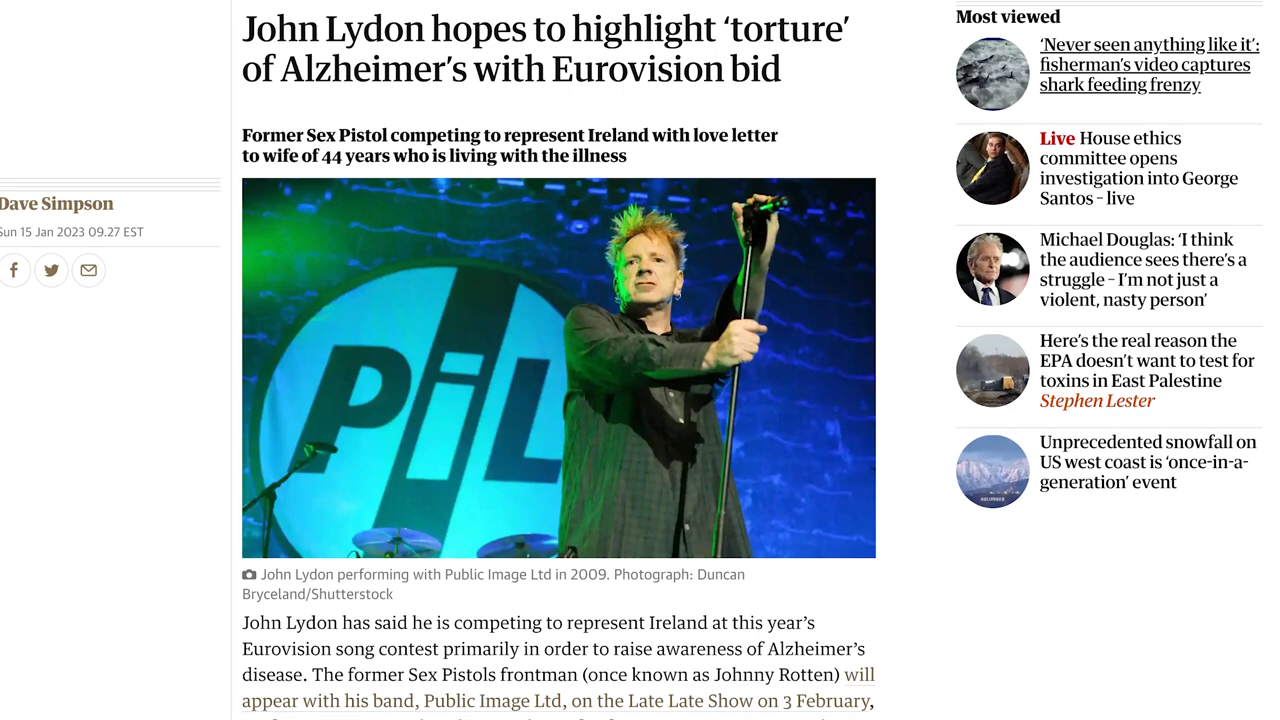 John Lydon hopes to highlight ‘torture’
of Alzheimer’s with Eurovision bid
Former Sex Pistol competing to represent Ireland with love letter
to wife of 44 years who is living with the illness
Dave Simpson
Sun 15 Jan 2023 09.27 EST
PiL
John Lydon performing with Public Image Ltd in 2009. Photograph: Duncan
Bryceland/Shutterstock
John Lydon has said he is competing to represent Ireland at this year’s
Eurovision song contest primarily in order to raise awareness of Alzheimer’s
disease. The former Sex Pistols frontman (once known as Johnny Rotten) will
appear with his band, Public Image Ltd, on the Late Late Show on 3 February,
Most viewed
‘Never seen anything like it’:
fisherman’s video captures
shark feeding frenzy
Live House ethics
committee opens
investigation into George
Santos – live
Michael Douglas: ‘I think
the audience sees there’s a
struggle – I’m not just a
violent, nasty person’
Here’s the real reason the
EPA doesn’t want to test for
toxins in East Palestine
Stephen Lester
Unprecedented snowfall on
US west coast is ‘once-in-a-
generation’ event